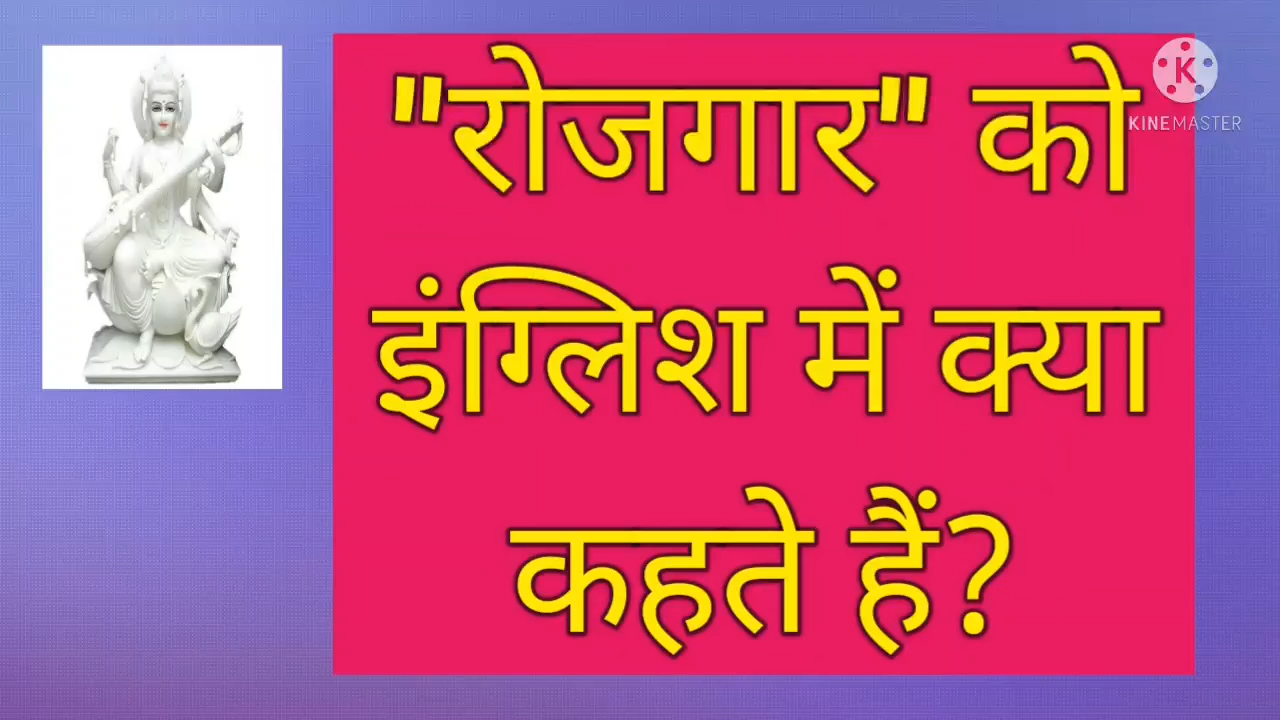 "रोजगार" को
इंग्लिश में क्या
कहते हैं?
K
KINEMASTER